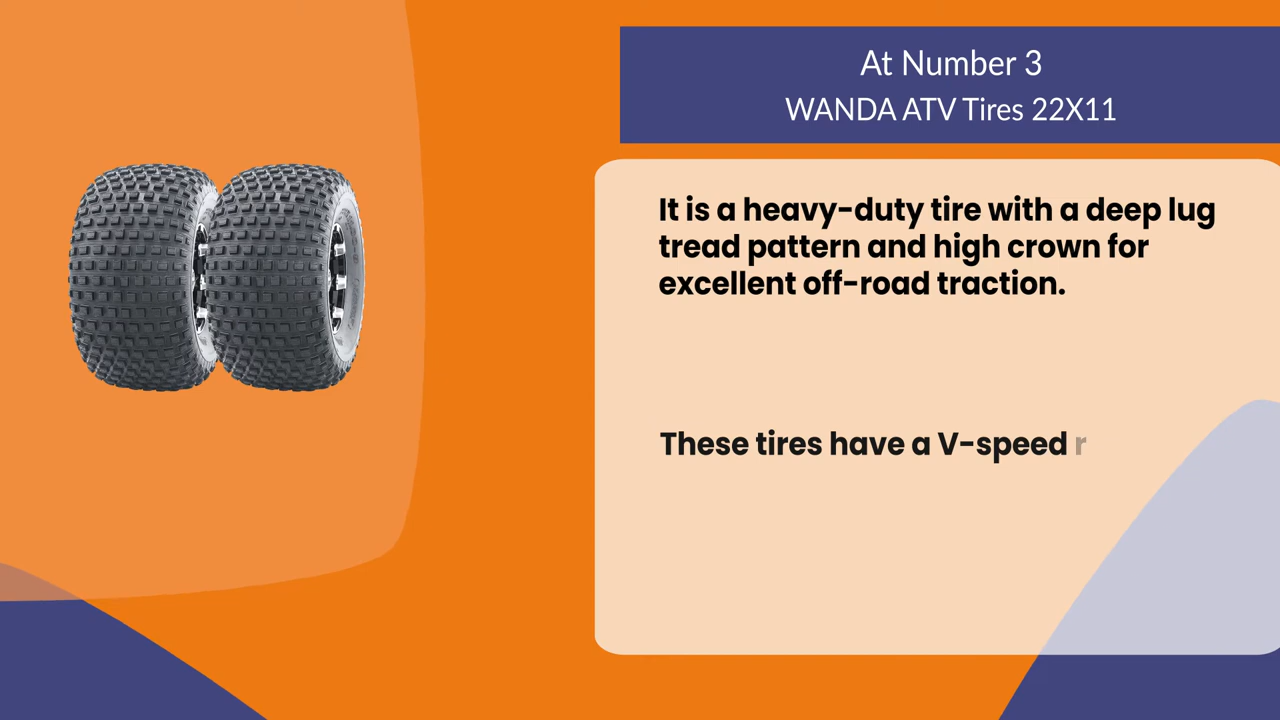 At Number 3
WANDA ATV Tires 22X11
It is a heavy-duty tire with a deep lug
tread pattern and high crown for
excellent off-road traction.
These tires have a V-speed r